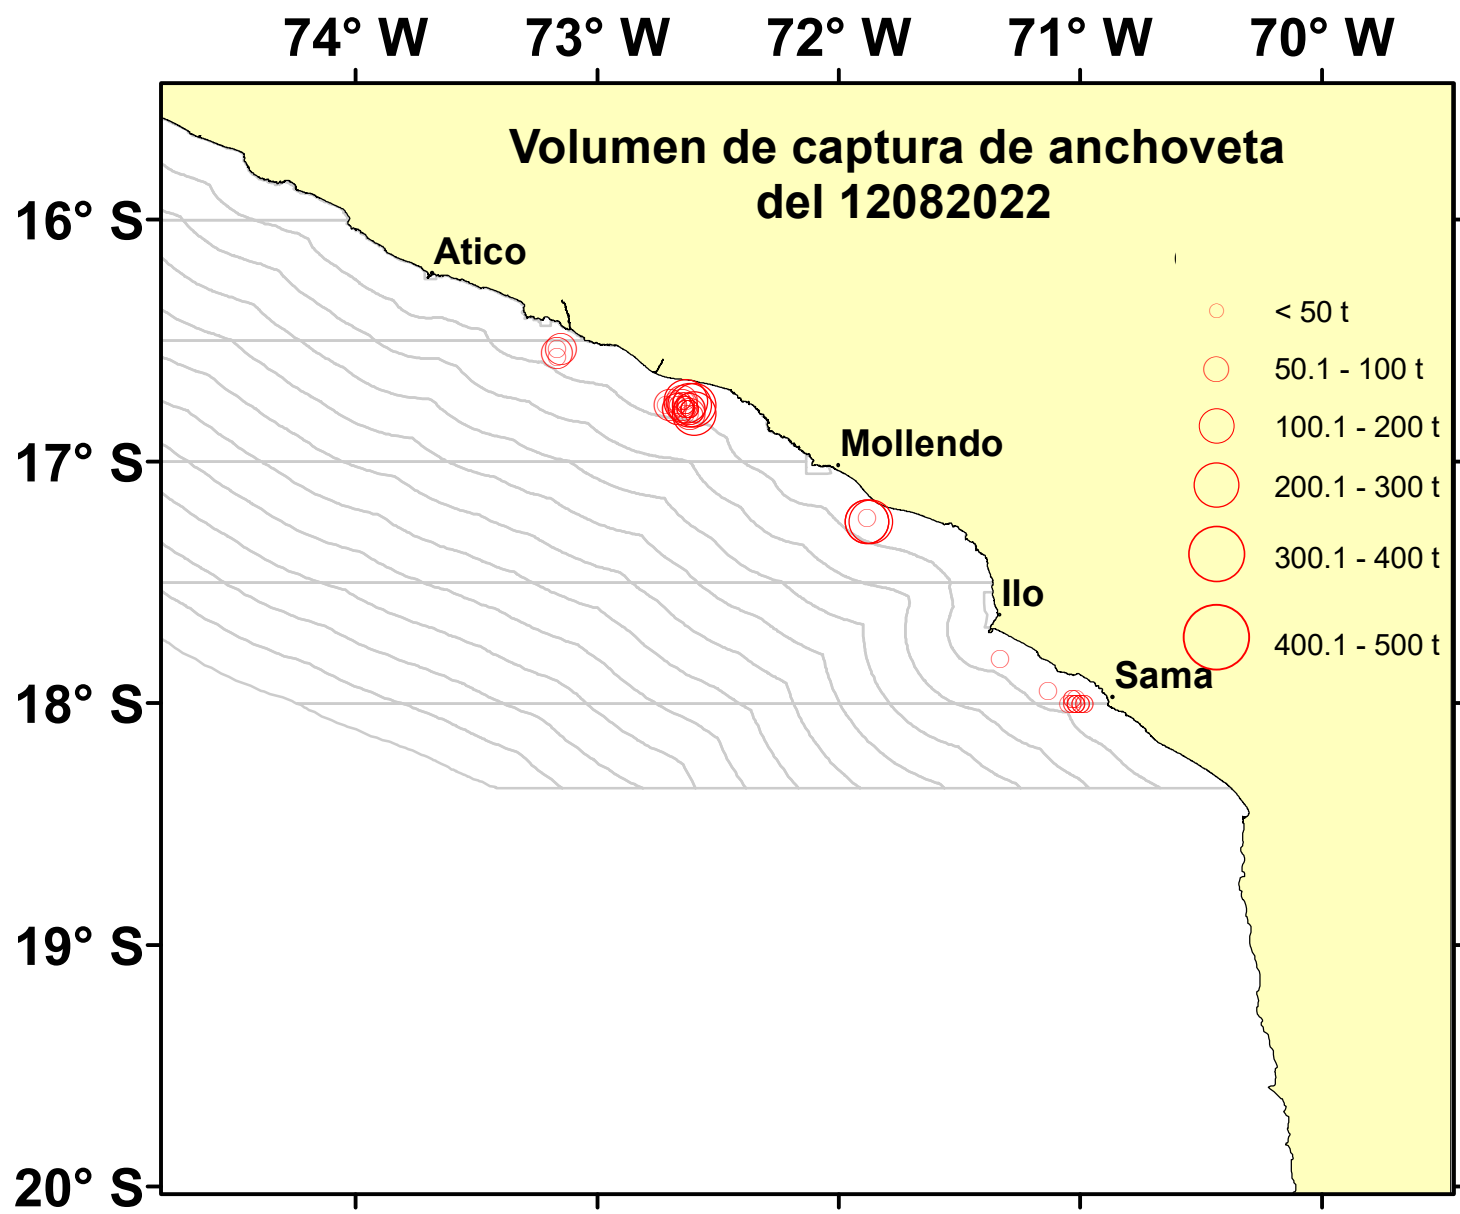 74° W 73° W 72° W 71° W 70° W
Volumen de captura de anchoveta
del 12082022
16° S
Atico
< 50 t
50.1 - 100 t
100.1 - 200 t
Mollendo
17° S
200.1 - 300 t
300.1 - 400 t
Ilo
400.1 - 500 t
Sama
18° S
19° S
20° S